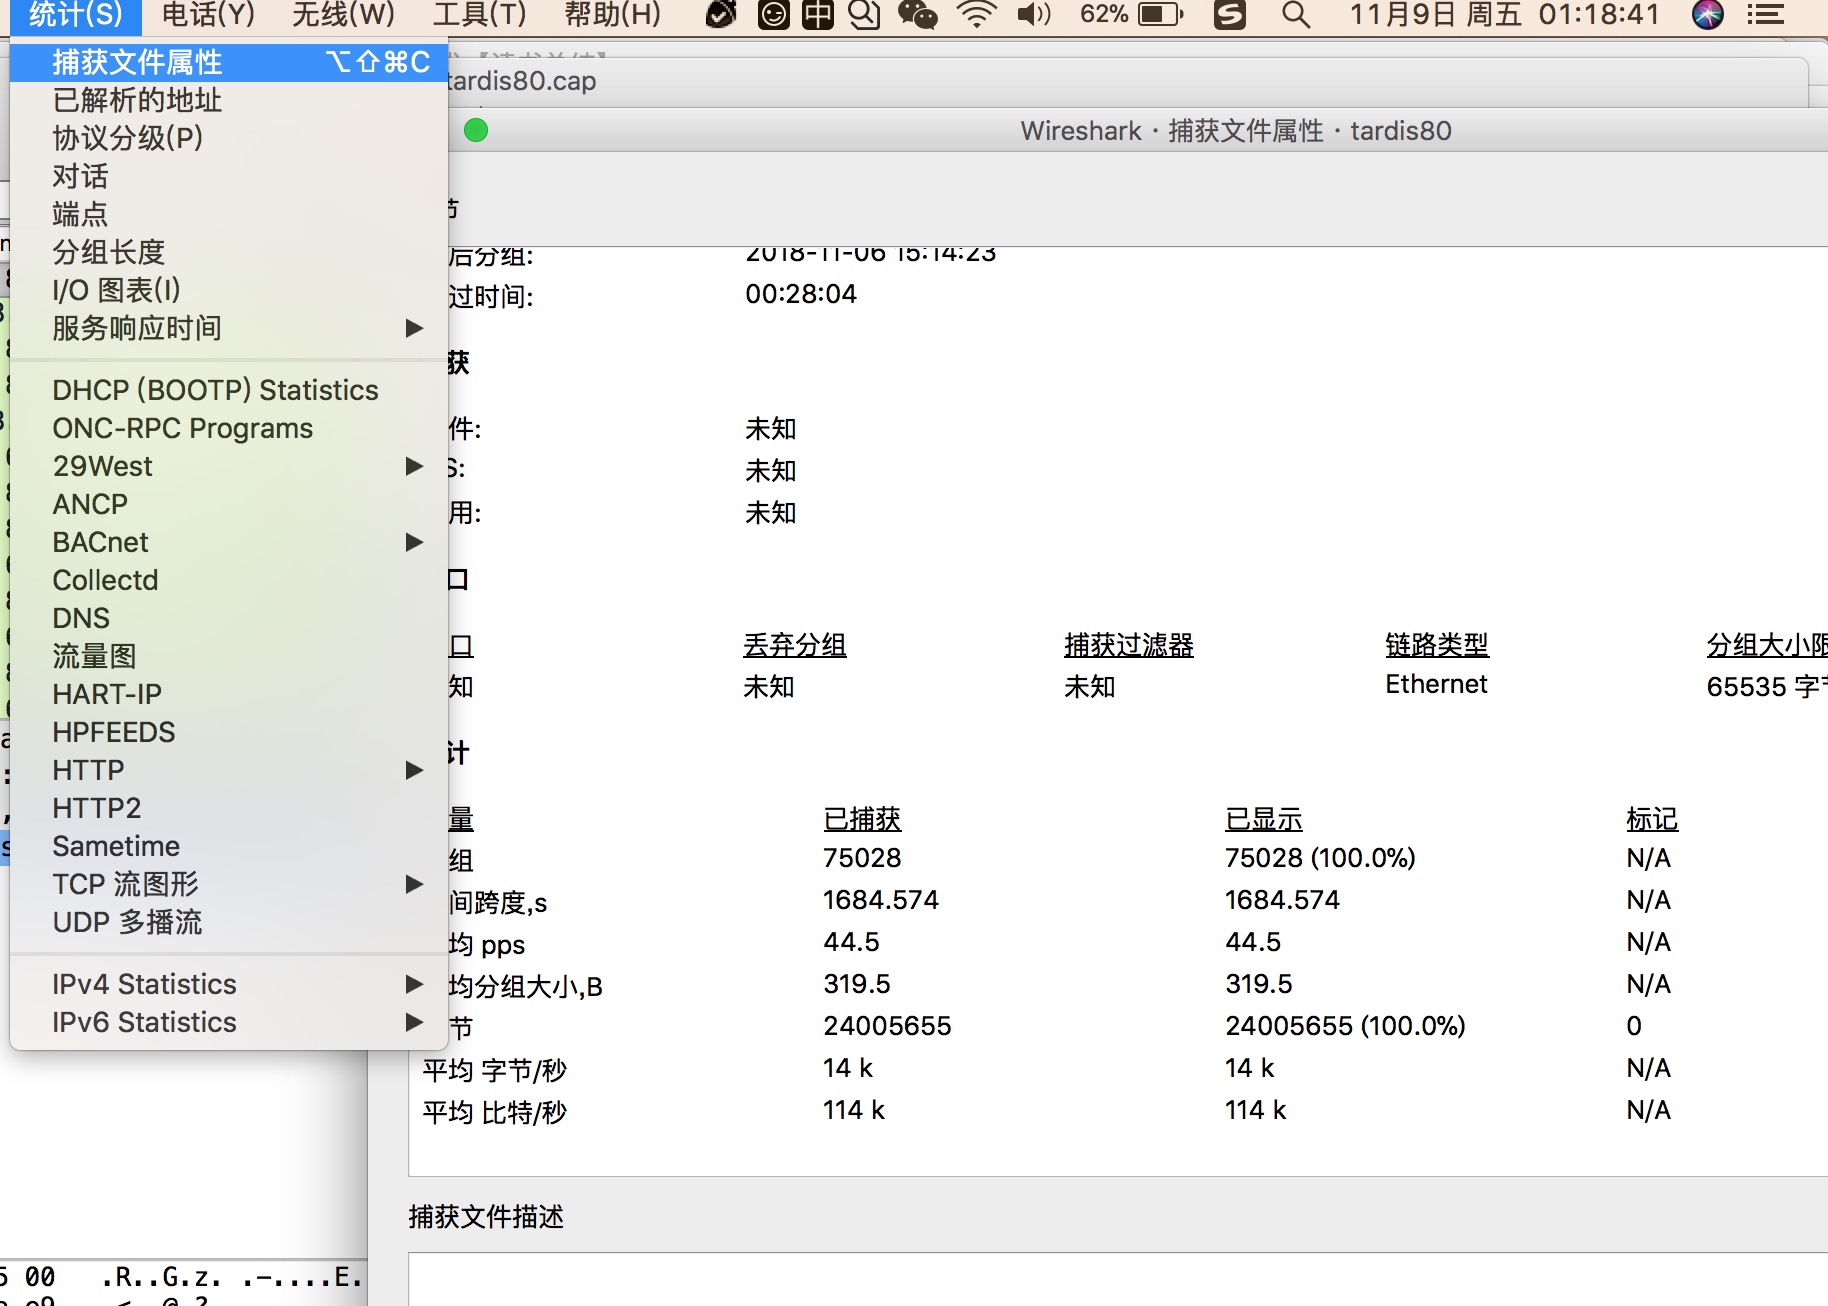 统计(S) 电话(Y) 无线(W) 工具(T) 帮助(H) 中 62% S 11月9日 周五 01:18:41
捕获文件属性 ⌥⇧⌘C
已解析的地址
协议分级(P)
对话
端点
分组长度
I/O 图表(I)
服务响应时间
DHCP (BOOTP) Statistics
ONC-RPC Programs
29West
ANCP
BACnet
Collectd
DNS
流量图
HART-IP
HPFEEDS
HTTP
HTTP2
Sametime
TCP 流图形
UDP 多播流
IPv4 Statistics
IPv6 Statistics
tardis80.cap
Wireshark · 捕获文件属性 · tardis80
节
后分组: 2018-11-06 15:14:23
过时间: 00:28:04
获
件: 未知
S: 未知
用: 未知
口
口 丢弃分组 捕获过滤器 链路类型 分组大小限
知 未知 未知 Ethernet 65535 字节
计
量 已捕获 已显示 标记
组 75028 75028 (100.0%) N/A
间跨度,s 1684.574 1684.574 N/A
均 pps 44.5 44.5 N/A
均分组大小,B 319.5 319.5 N/A
节 24005655 24005655 (100.0%) 0
平均 字节/秒 14 k 14 k N/A
平均 比特/秒 114 k 114 k N/A
捕获文件描述
5 00 .R..G.z. .-....E.